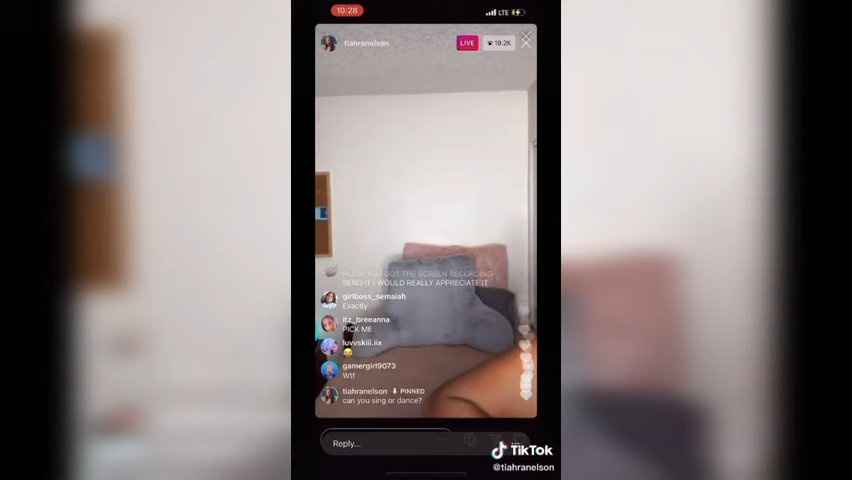 10:28
LTE
tiahranelson
LIVE
19.2K
PLS IF YOU GOT THE SCREEN RECORDING
SEND IT I WOULD REALLY APPRECIATE IT
girlboss_semaiah
Exactly
itz_breeanna
PICK ME
luvvskiii.iix
gamergirl9073
Wtf
tiahranelson PINNED
can you sing or dance?
Reply...
TikTok
@tiahranelson